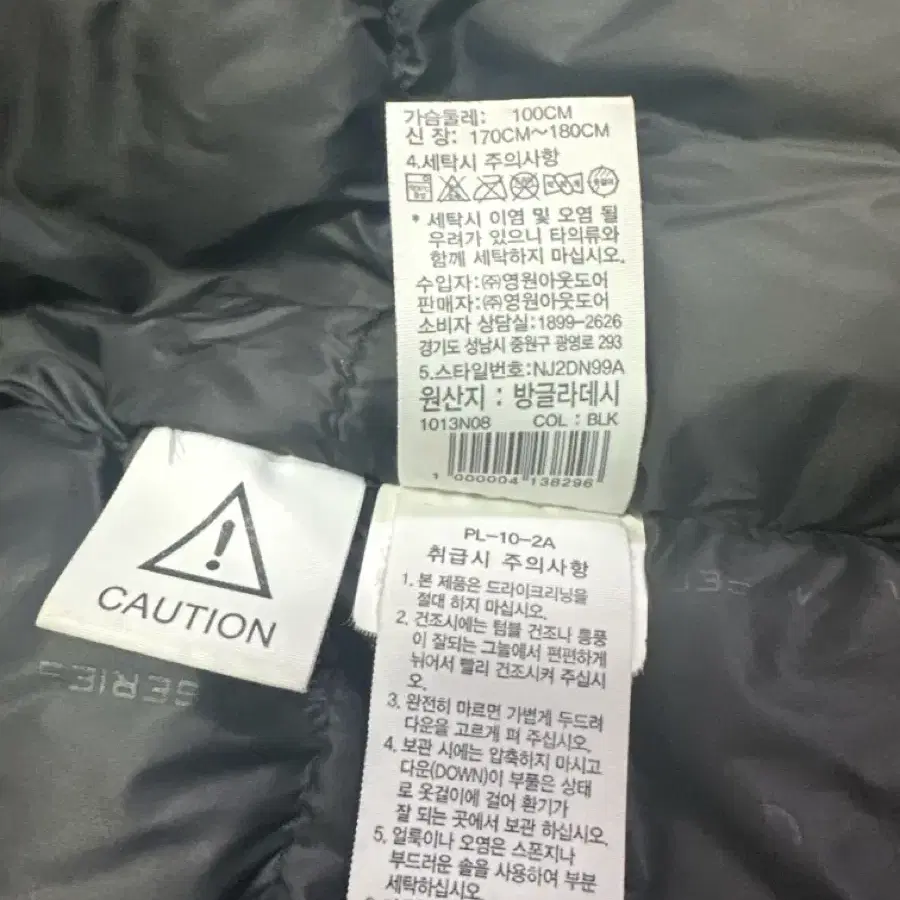 가슴둘레: 100CM
신 장: 170CM~180CM
4.세탁시 주의사항
* 세탁시 이염 및 오염 될
우려가 있으니 타의류와
함께 세탁하지 마십시오.
수입자:㈜영원아웃도어
판매자:㈜영원아웃도어
소비자 상담실:1899-2626
경기도 성남시 중원구 광명로 293
5.스타일번호:NJ2DN99A
원산지 : 방글라데시
1013N08 COL : BLK
1 000004 138296
CAUTION
PL-10-2A
취급시 주의사항
1. 본 제품은 드라이크리닝을
절대 하지 마십시오.
2. 건조시에는 텀블 건조나 통풍
이 잘되는 그늘에서 편편하게
뉘어서 빨리 건조시켜 주십시
오.
3. 완전히 마르면 가볍게 두드려
다운을 고르게 펴 주십시오.
4. 보관 시에는 압축하지 마시고
다운(DOWN)이 부풀은 상태
로 옷걸이에 걸어 환기가
잘 되는 곳에서 보관 하십시오.
5. 얼룩이나 오염은 스폰지나
부드러운 솔을 사용하여 부분
세탁하십시오
SERIES